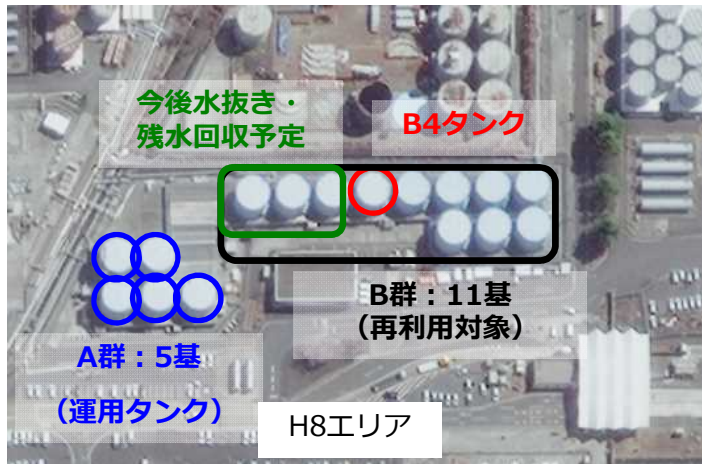 今後水抜き・
残水回収予定
B4タンク
B群：11基
（再利用対象）
A群：5基
（運用タンク）
H8エリア